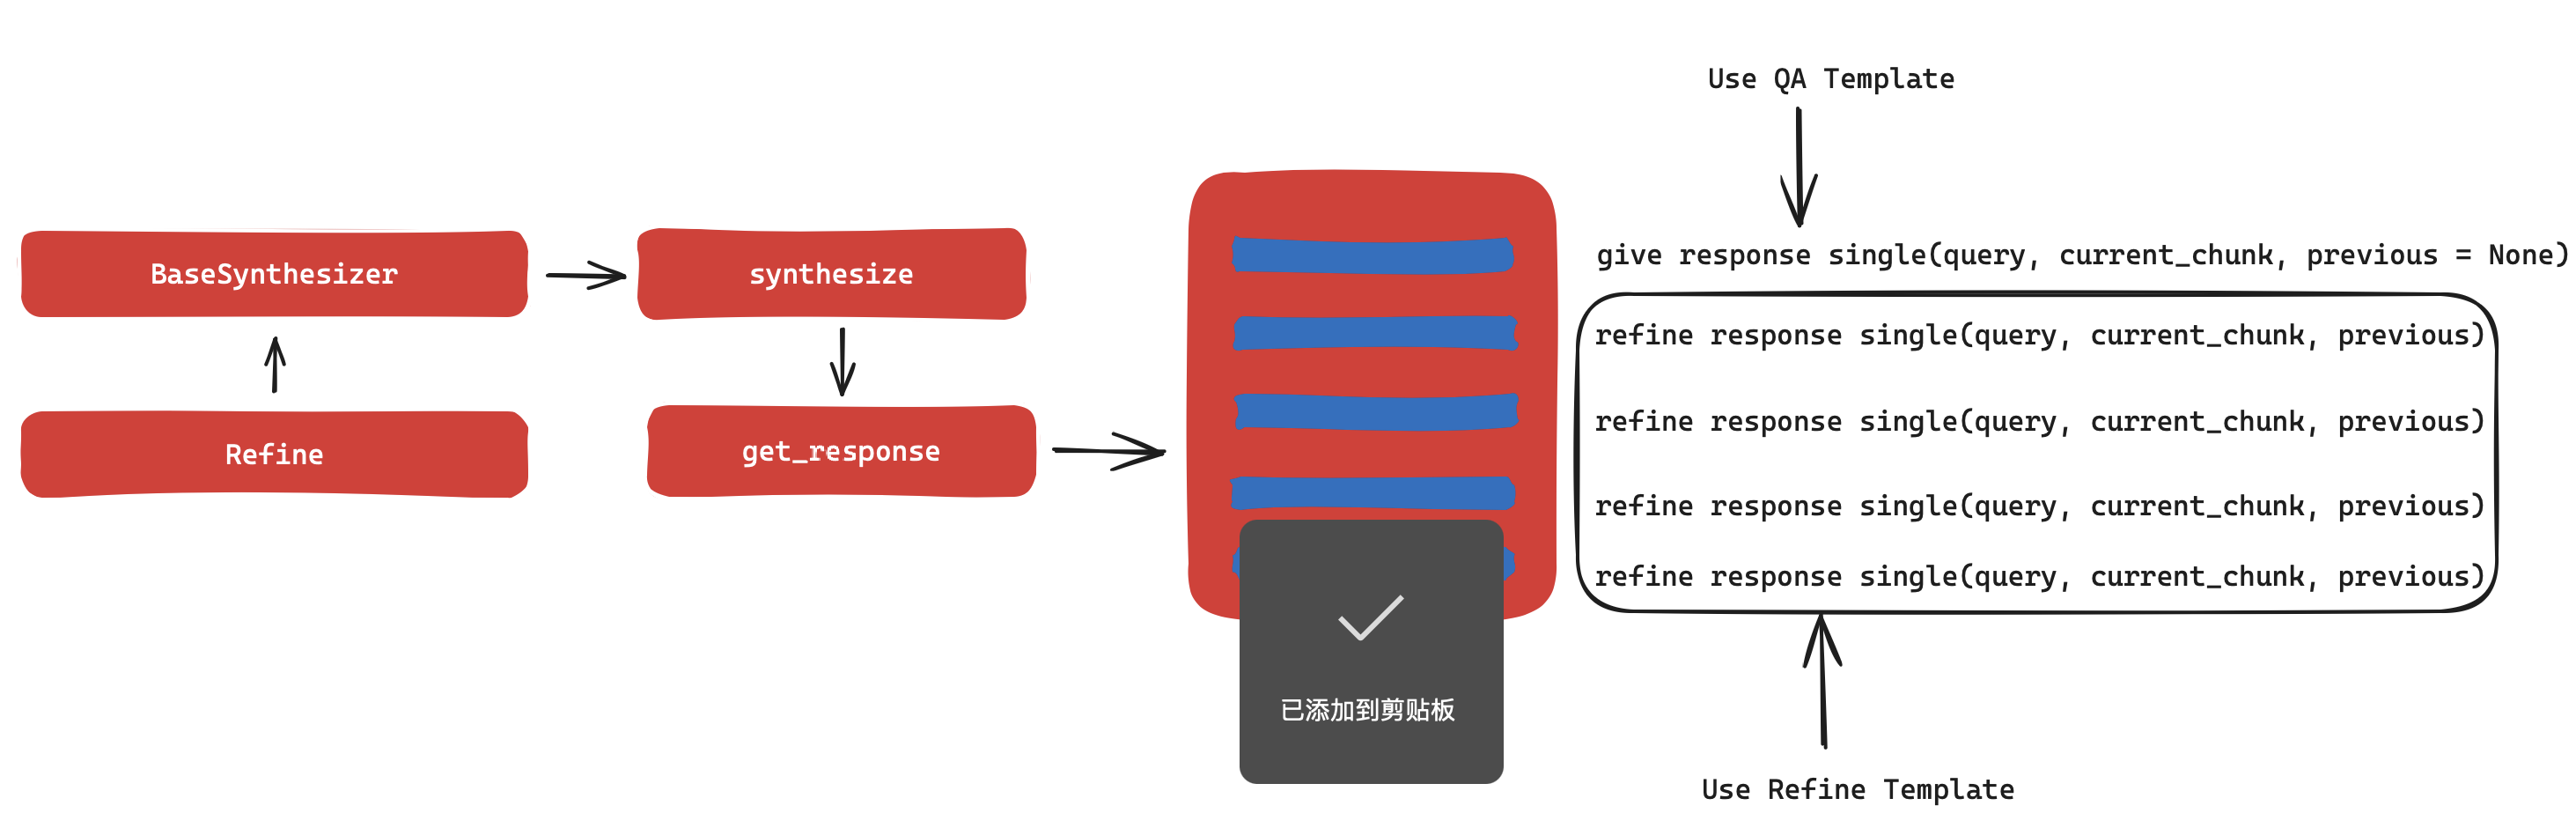 Use QA Template
BaseSynthesizer
synthesize
give response single(query, current_chunk, previous = None)
refine response single(query, current_chunk, previous)
refine response single(query, current_chunk, previous)
Refine
get_response
refine response single(query, current_chunk, previous)
refine response single(query, current_chunk, previous)
已添加到剪贴板
Use Refine Template